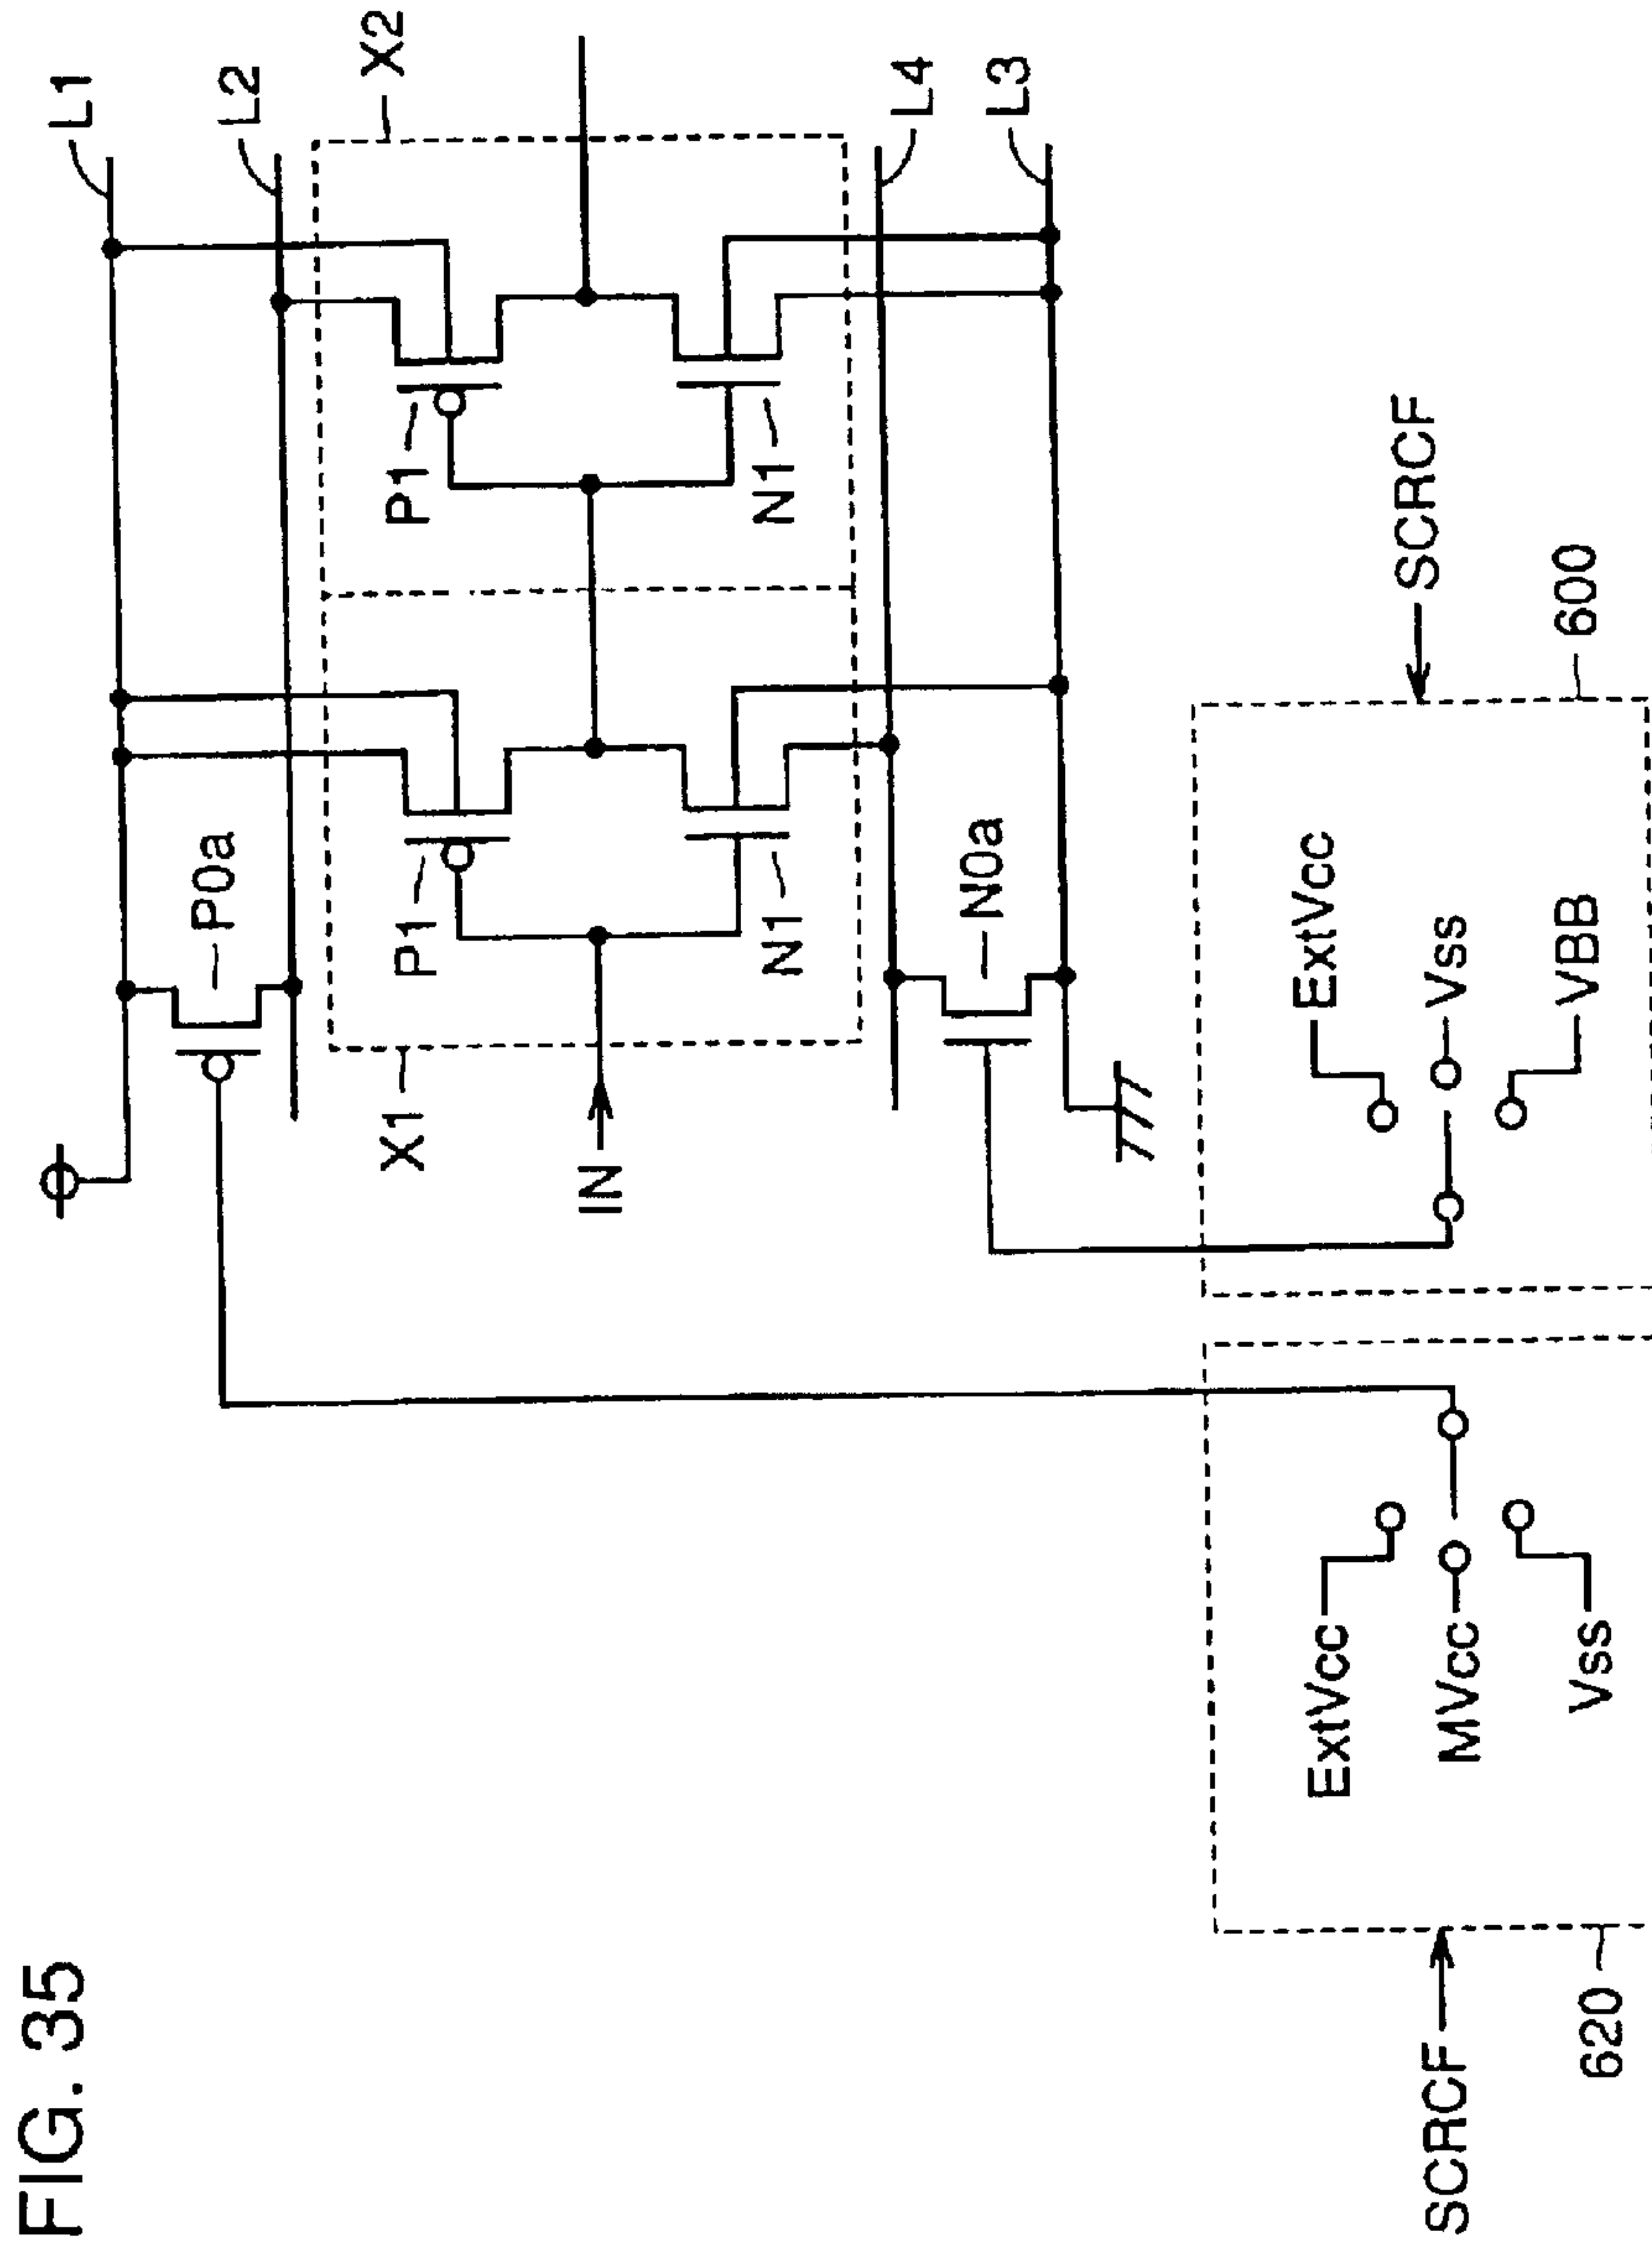 FIG. 35
L1
L2
X2
P0a
P1
P1
N1
N1
X1
IN
L4
L3
N0a
SCRCF
620
ExtVcc
MVcc
Vss
ExtVcc
Vss
VBB
600
SCRCF